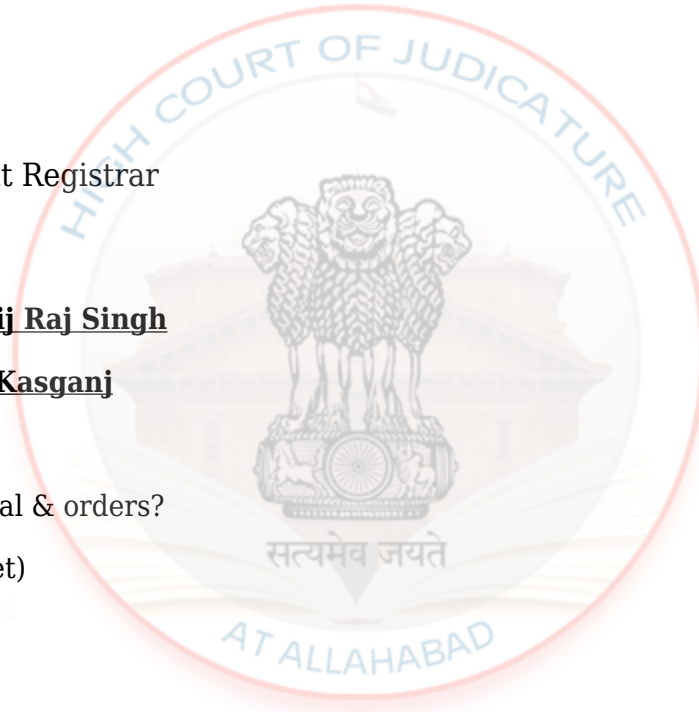 HIGH COURT OF JUDICATURE
t Registrar
ij Raj Singh
Kasganj
al & orders?
et)
सत्यमेव जयते
AT ALLAHABAD